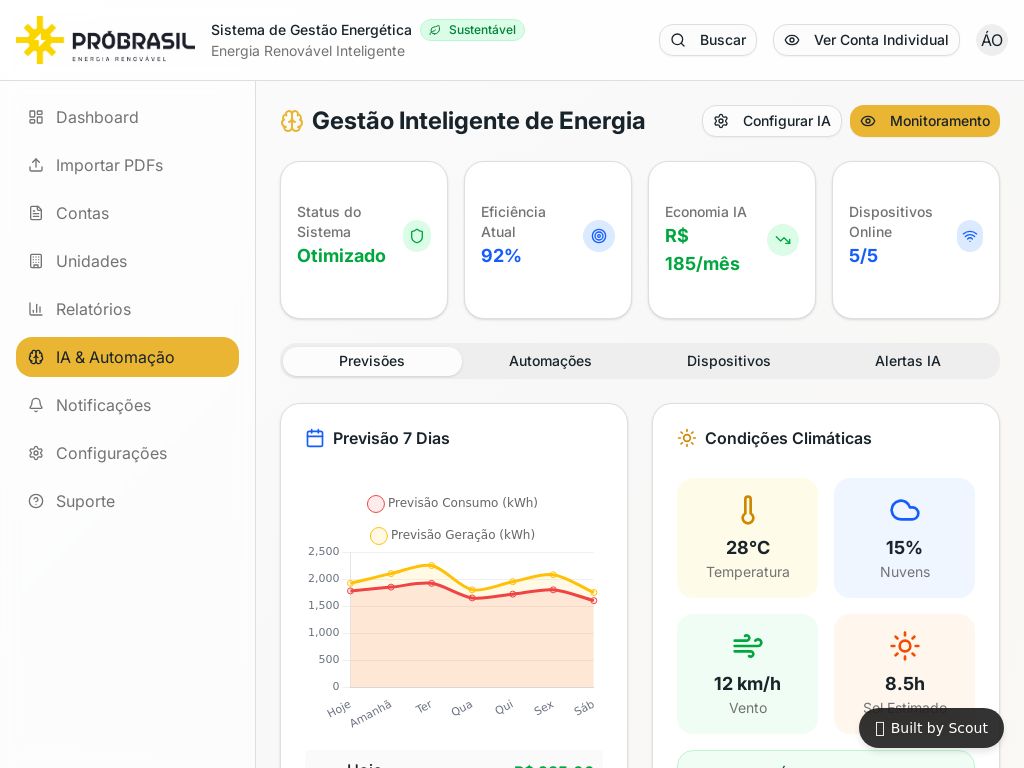 PRÓBRASIL
ENERGIA RENOVÁVEL
Sistema de Gestão Energética
Sustentável
Energia Renovável Inteligente
Buscar
Ver Conta Individual
ÁO
Dashboard
Importar PDFs
Contas
Unidades
Relatórios
IA & Automação
Notificações
Configurações
Suporte
Gestão Inteligente de Energia
Configurar IA
Monitoramento
Status do
Sistema
Otimizado
Eficiência
Atual
92%
Economia IA
R$
185/mês
Dispositivos
Online
5/5
Previsões
Automações
Dispositivos
Alertas IA
Previsão 7 Dias
Previsão Consumo (kWh)
Previsão Geração (kWh)
2,500
2,000
1,500
1,000
500
0
Hoje
Amanhã
Ter
Qua
Qui
Sex
Sáb
Condições Climáticas
28°C
Temperatura
15%
Nuvens
12 km/h
Vento
8.5h
Sol Estimado
Built by Scout
Hoje